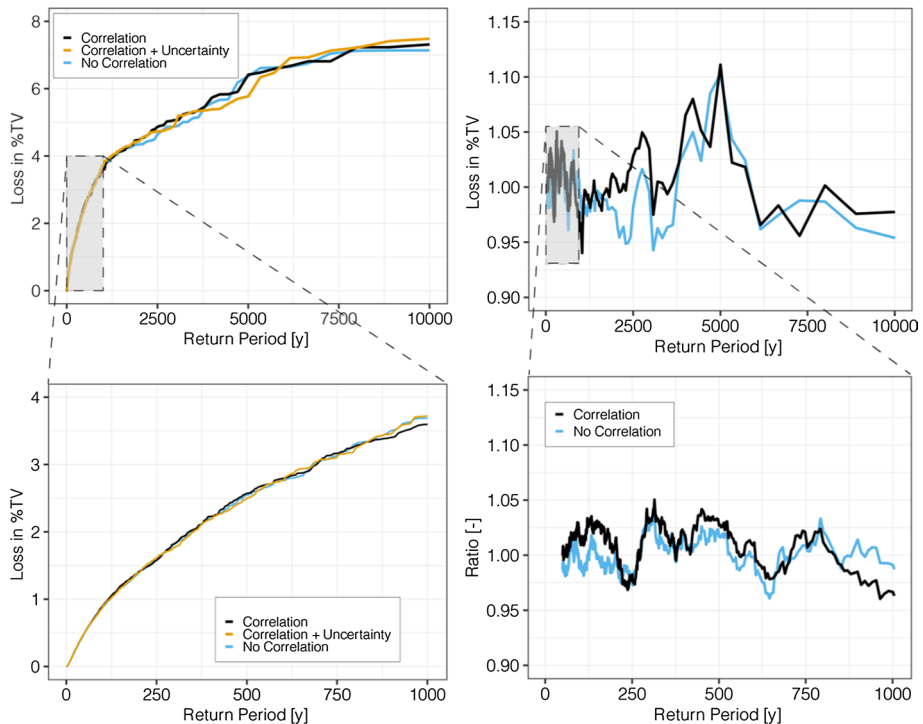 Loss in %TV
8
6
4
2
0
Correlation
Correlation + Uncertainty
No Correlation
0 2500 5000 7500 10000
Return Period [y]
Loss in %TV
1.15
1.10
1.05
1.00
0.95
0.90
0 2500 5000 7500 10000
Return Period [y]
Loss in %TV
4
3
2
1
0
Correlation
Correlation + Uncertainty
No Correlation
0 250 500 750 1000
Return Period [y]
Ratio [-]
1.15
1.10
1.05
1.00
0.95
0.90
Correlation
No Correlation
0 250 500 750 1000
Return Period [y]